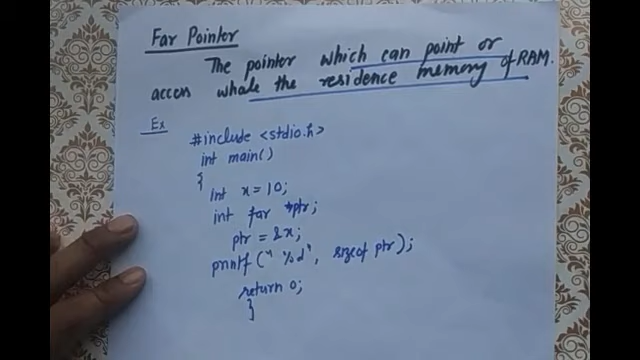 Far Pointer
The pointer which can point or
access whole the residence memory of RAM.
Ex
#include <stdio.h>
int main()
{
int x = 10;
int far *ptr;
ptr = &x;
printf (" %d", sizeof ptr);
return 0;
}